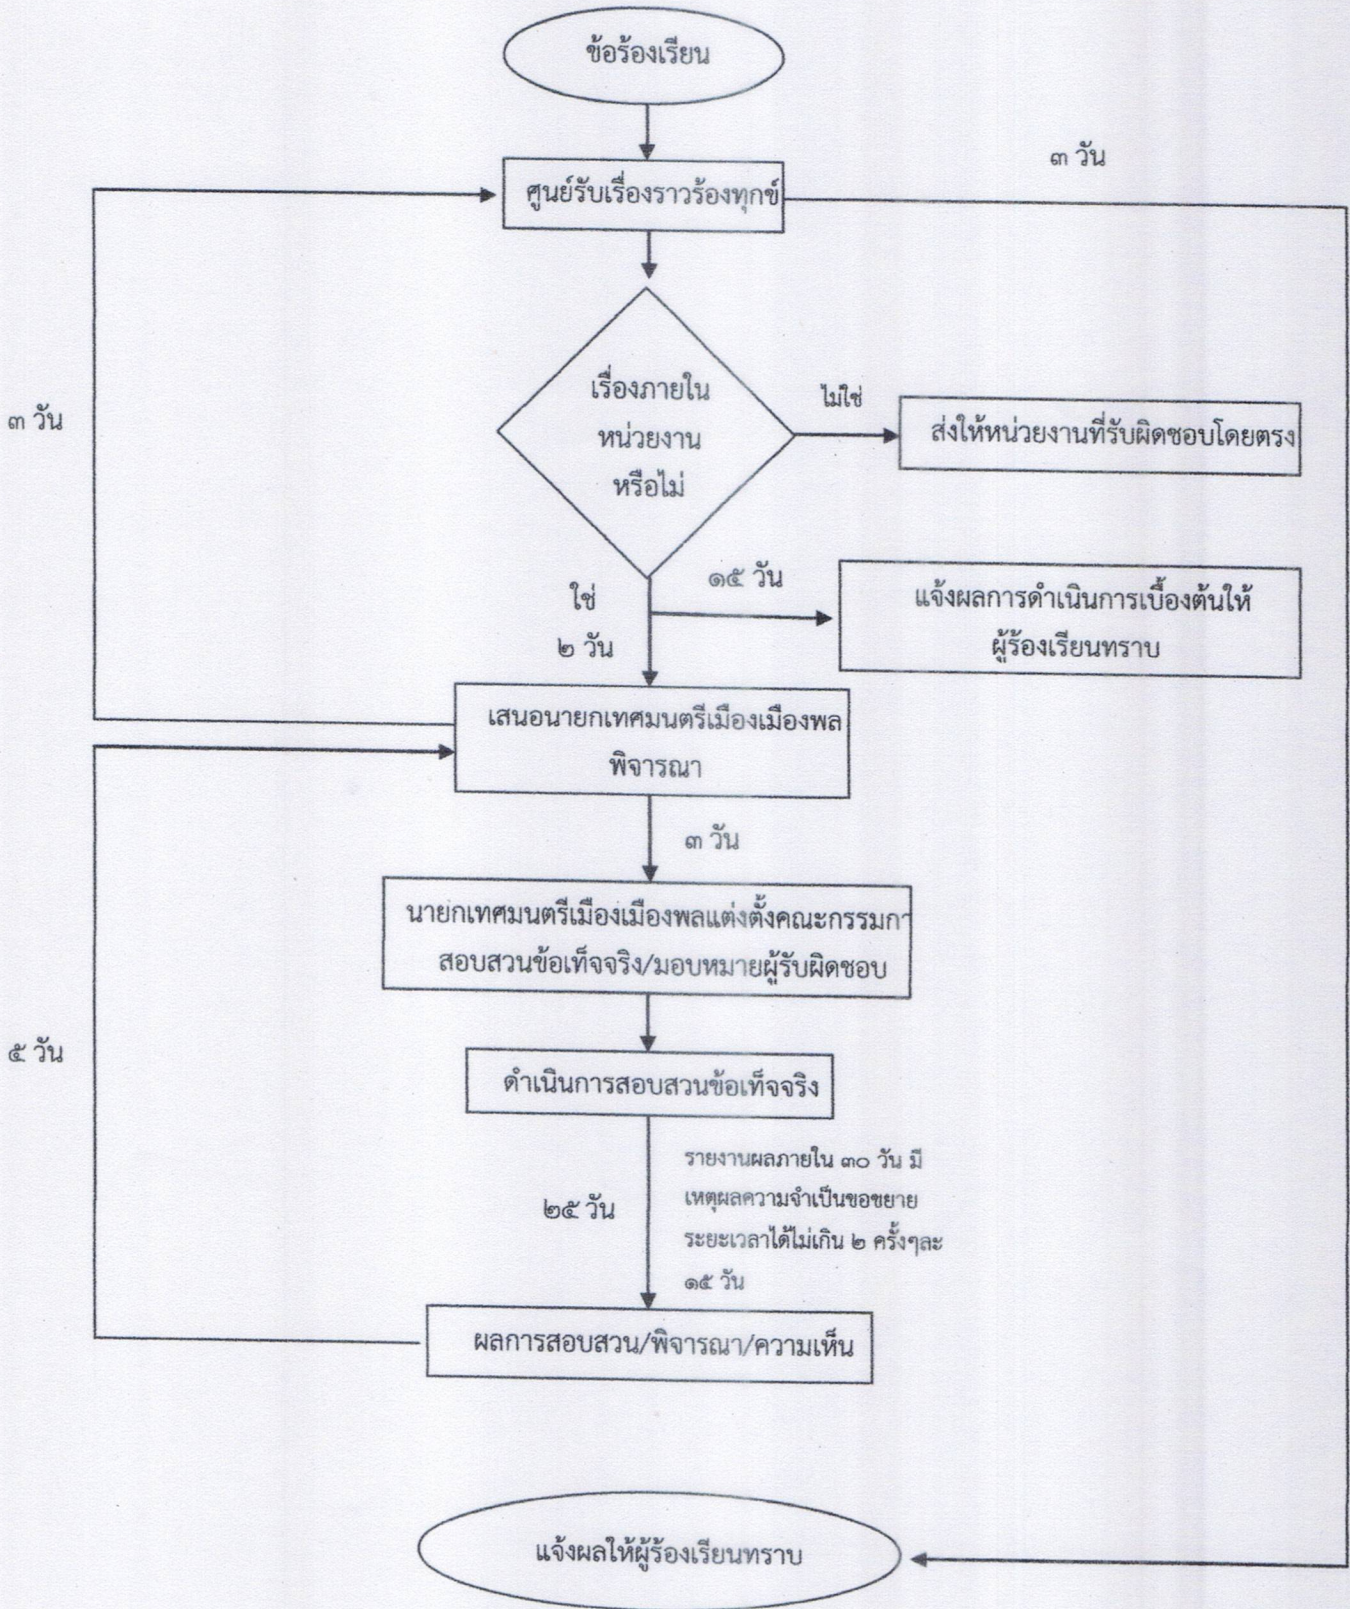 ข้อร้องเรียน
๓ วัน
ศูนย์รับเรื่องราวร้องทุกข์
เรื่องภายใน
หน่วยงาน
หรือไม่
ไม่ใช่
ส่งให้หน่วยงานที่รับผิดชอบโดยตรง
๓ วัน
ใช่
๒ วัน
๑๕ วัน
แจ้งผลการดำเนินการเบื้องต้นให้
ผู้ร้องเรียนทราบ
เสนอนายกเทศมนตรีเมืองเมืองพล
พิจารณา
๓ วัน
นายกเทศมนตรีเมืองเมืองพลแต่งตั้งคณะกรรมกา
สอบสวนข้อเท็จจริง/มอบหมายผู้รับผิดชอบ
๕ วัน
ดำเนินการสอบสวนข้อเท็จจริง
๒๕ วัน
รายงานผลภายใน ๓๐ วัน มี
เหตุผลความจำเป็นขอขยาย
ระยะเวลาได้ไม่เกิน ๒ ครั้งๆละ
๑๕ วัน
ผลการสอบสวน/พิจารณา/ความเห็น
แจ้งผลให้ผู้ร้องเรียนทราบ